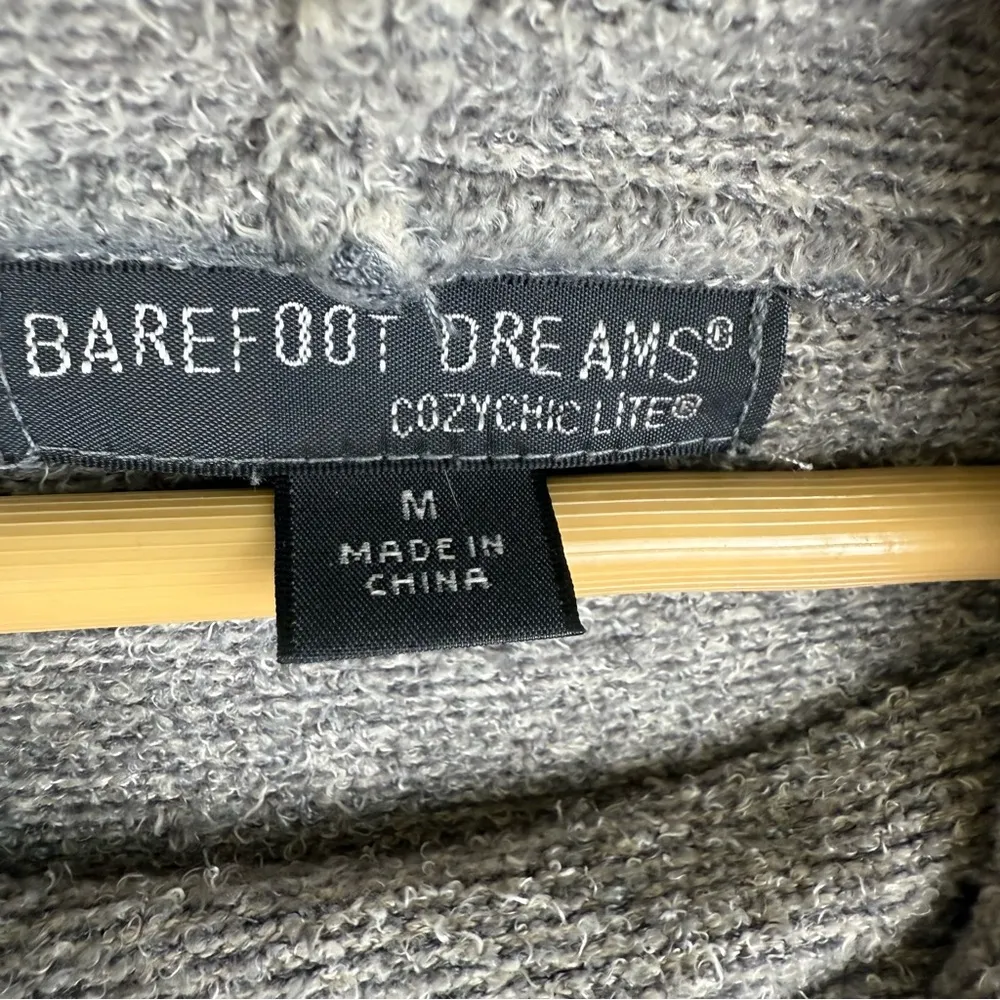 BAREFOOT DREAMS®
COZYCHIC LITE®
M
MADE IN
CHINA